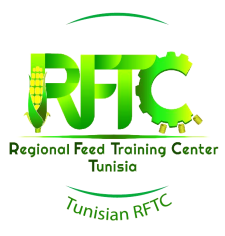 RFTC
Regional Feed Training Center
Tunisia
Tunisian RFTC